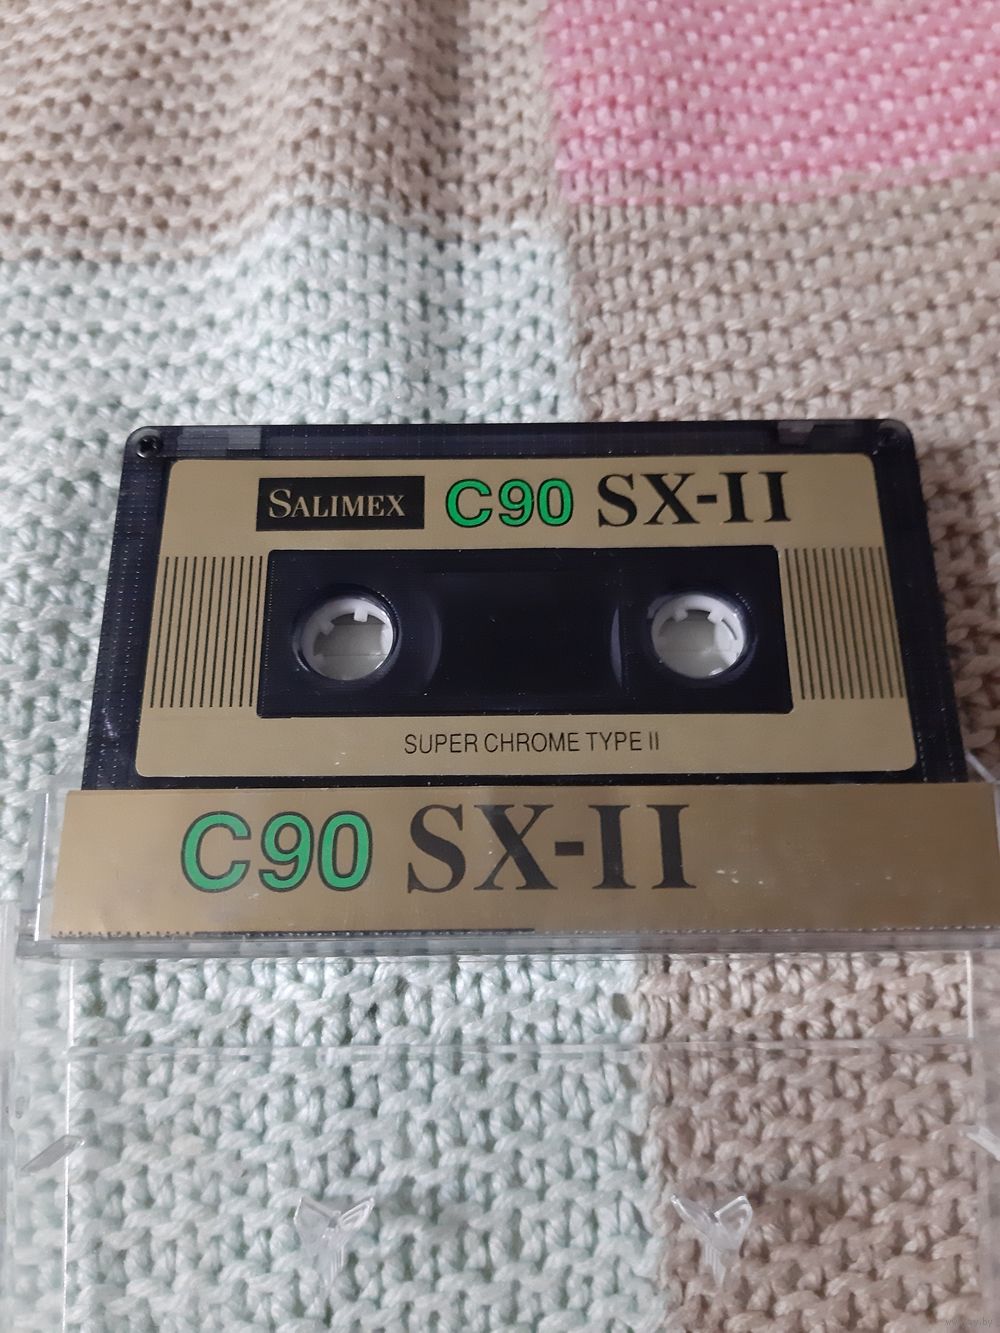 SALIMEX C90 SX-II
SUPER CHROME TYPE II
C90 SX-II